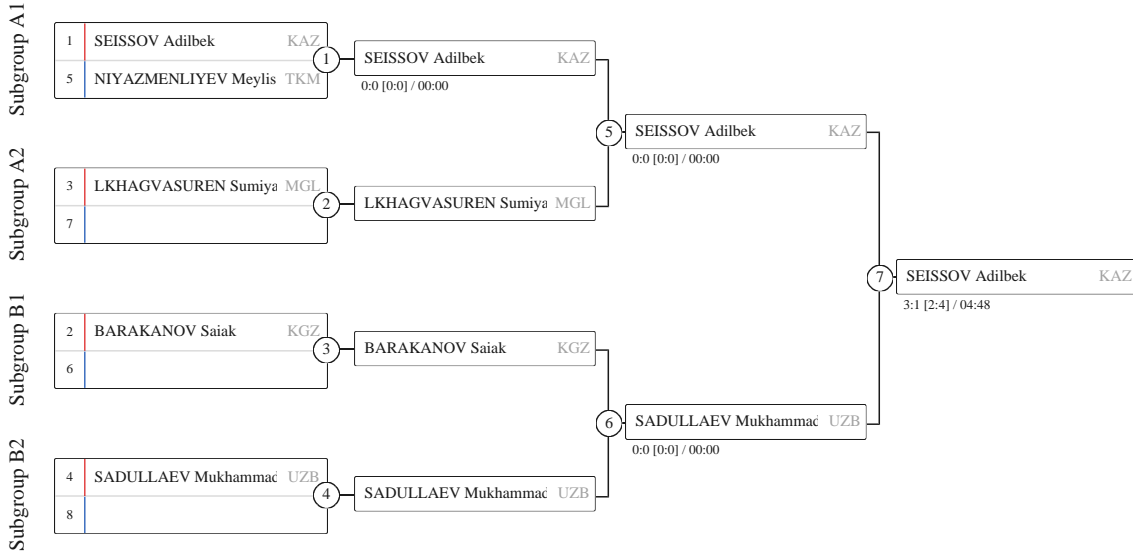 Subgroup A1
1 SEISSOV Adilbek KAZ
5 NIYAZMENLIYEV Meylis TKM
1
SEISSOV Adilbek KAZ
0:0 [0:0] / 00:00
Subgroup A2
3 LKHAGVASUREN Sumiya MGL
7
2
LKHAGVASUREN Sumiya MGL
5
SEISSOV Adilbek KAZ
0:0 [0:0] / 00:00
Subgroup B1
2 BARAKANOV Saiak KGZ
6
3
BARAKANOV Saiak KGZ
Subgroup B2
4 SADULLAEV Mukhammad UZB
8
4
SADULLAEV Mukhammad UZB
6
SADULLAEV Mukhammad UZB
0:0 [0:0] / 00:00
7
SEISSOV Adilbek KAZ
3:1 [2:4] / 04:48